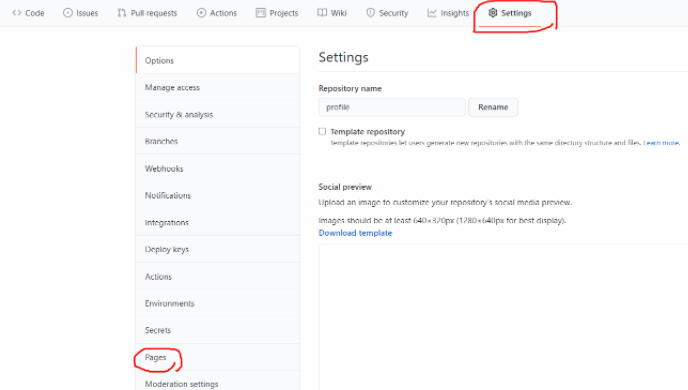 Code Issues Pull requests Actions Projects Wiki Security Insights Settings
Options
Manage access
Security & analysis
Branches
Webhooks
Notifications
Integrations
Deploy keys
Actions
Environments
Secrets
Pages
Moderation settings
Settings
Repository name
profile Rename
Template repository
Template repositories let users generate new repositories with the same directory structure and files. Learn more.
Social preview
Upload an image to customize your repository's social media preview.
Images should be at least 640×320px (1280×640px for best display).
Download template